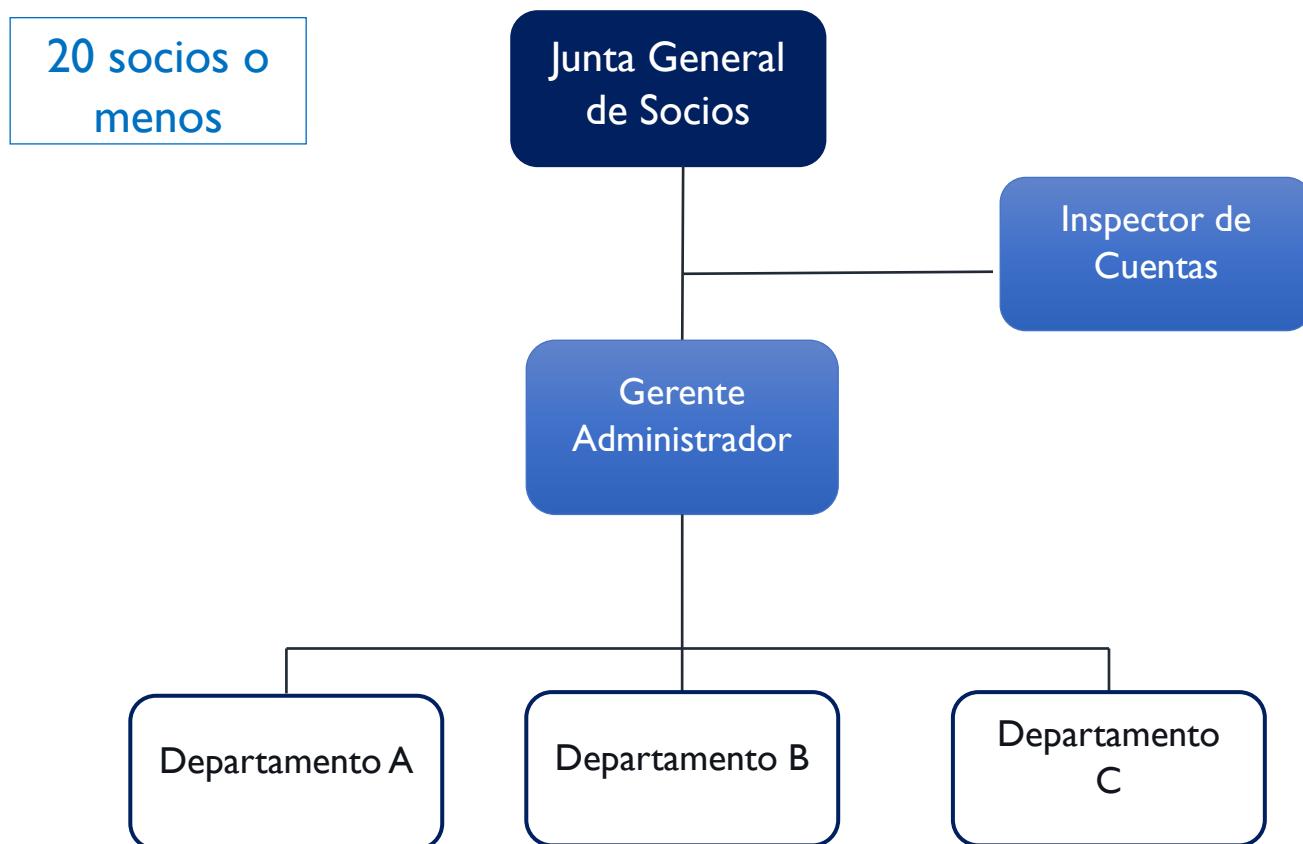 20 socios o
menos
Junta General
de Socios
Inspector de
Cuentas
Gerente
Administrador
Departamento A
Departamento B
Departamento
C